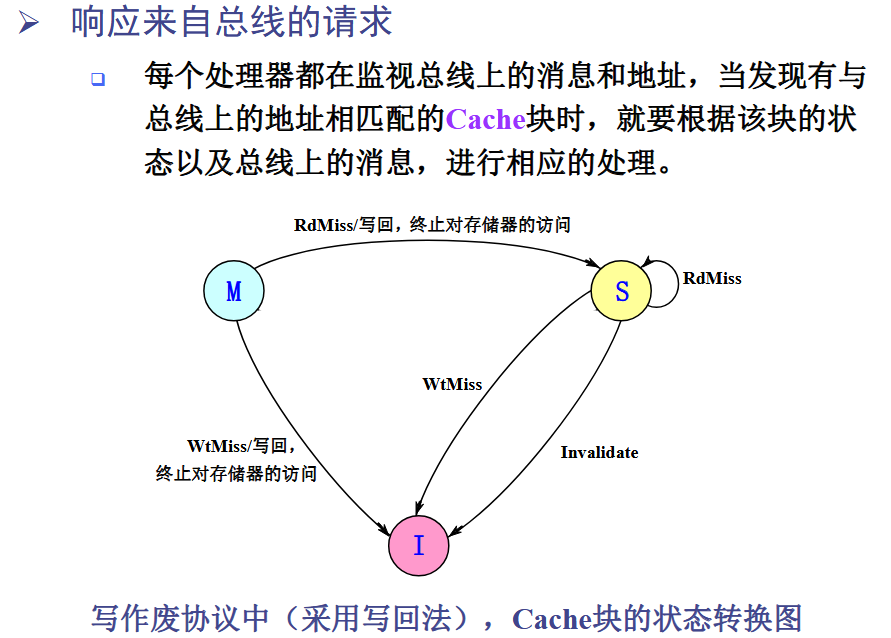 响应来自总线的请求
每个处理器都在监视总线上的消息和地址，当发现有与
总线上的地址相匹配的Cache块时，就要根据该块的状
态以及总线上的消息，进行相应的处理。
RdMiss/写回，终止对存储器的访问
M
S
RdMiss
WtMiss
WtMiss/写回，
终止对存储器的访问
Invalidate
I
写作废协议中（采用写回法），Cache块的状态转换图